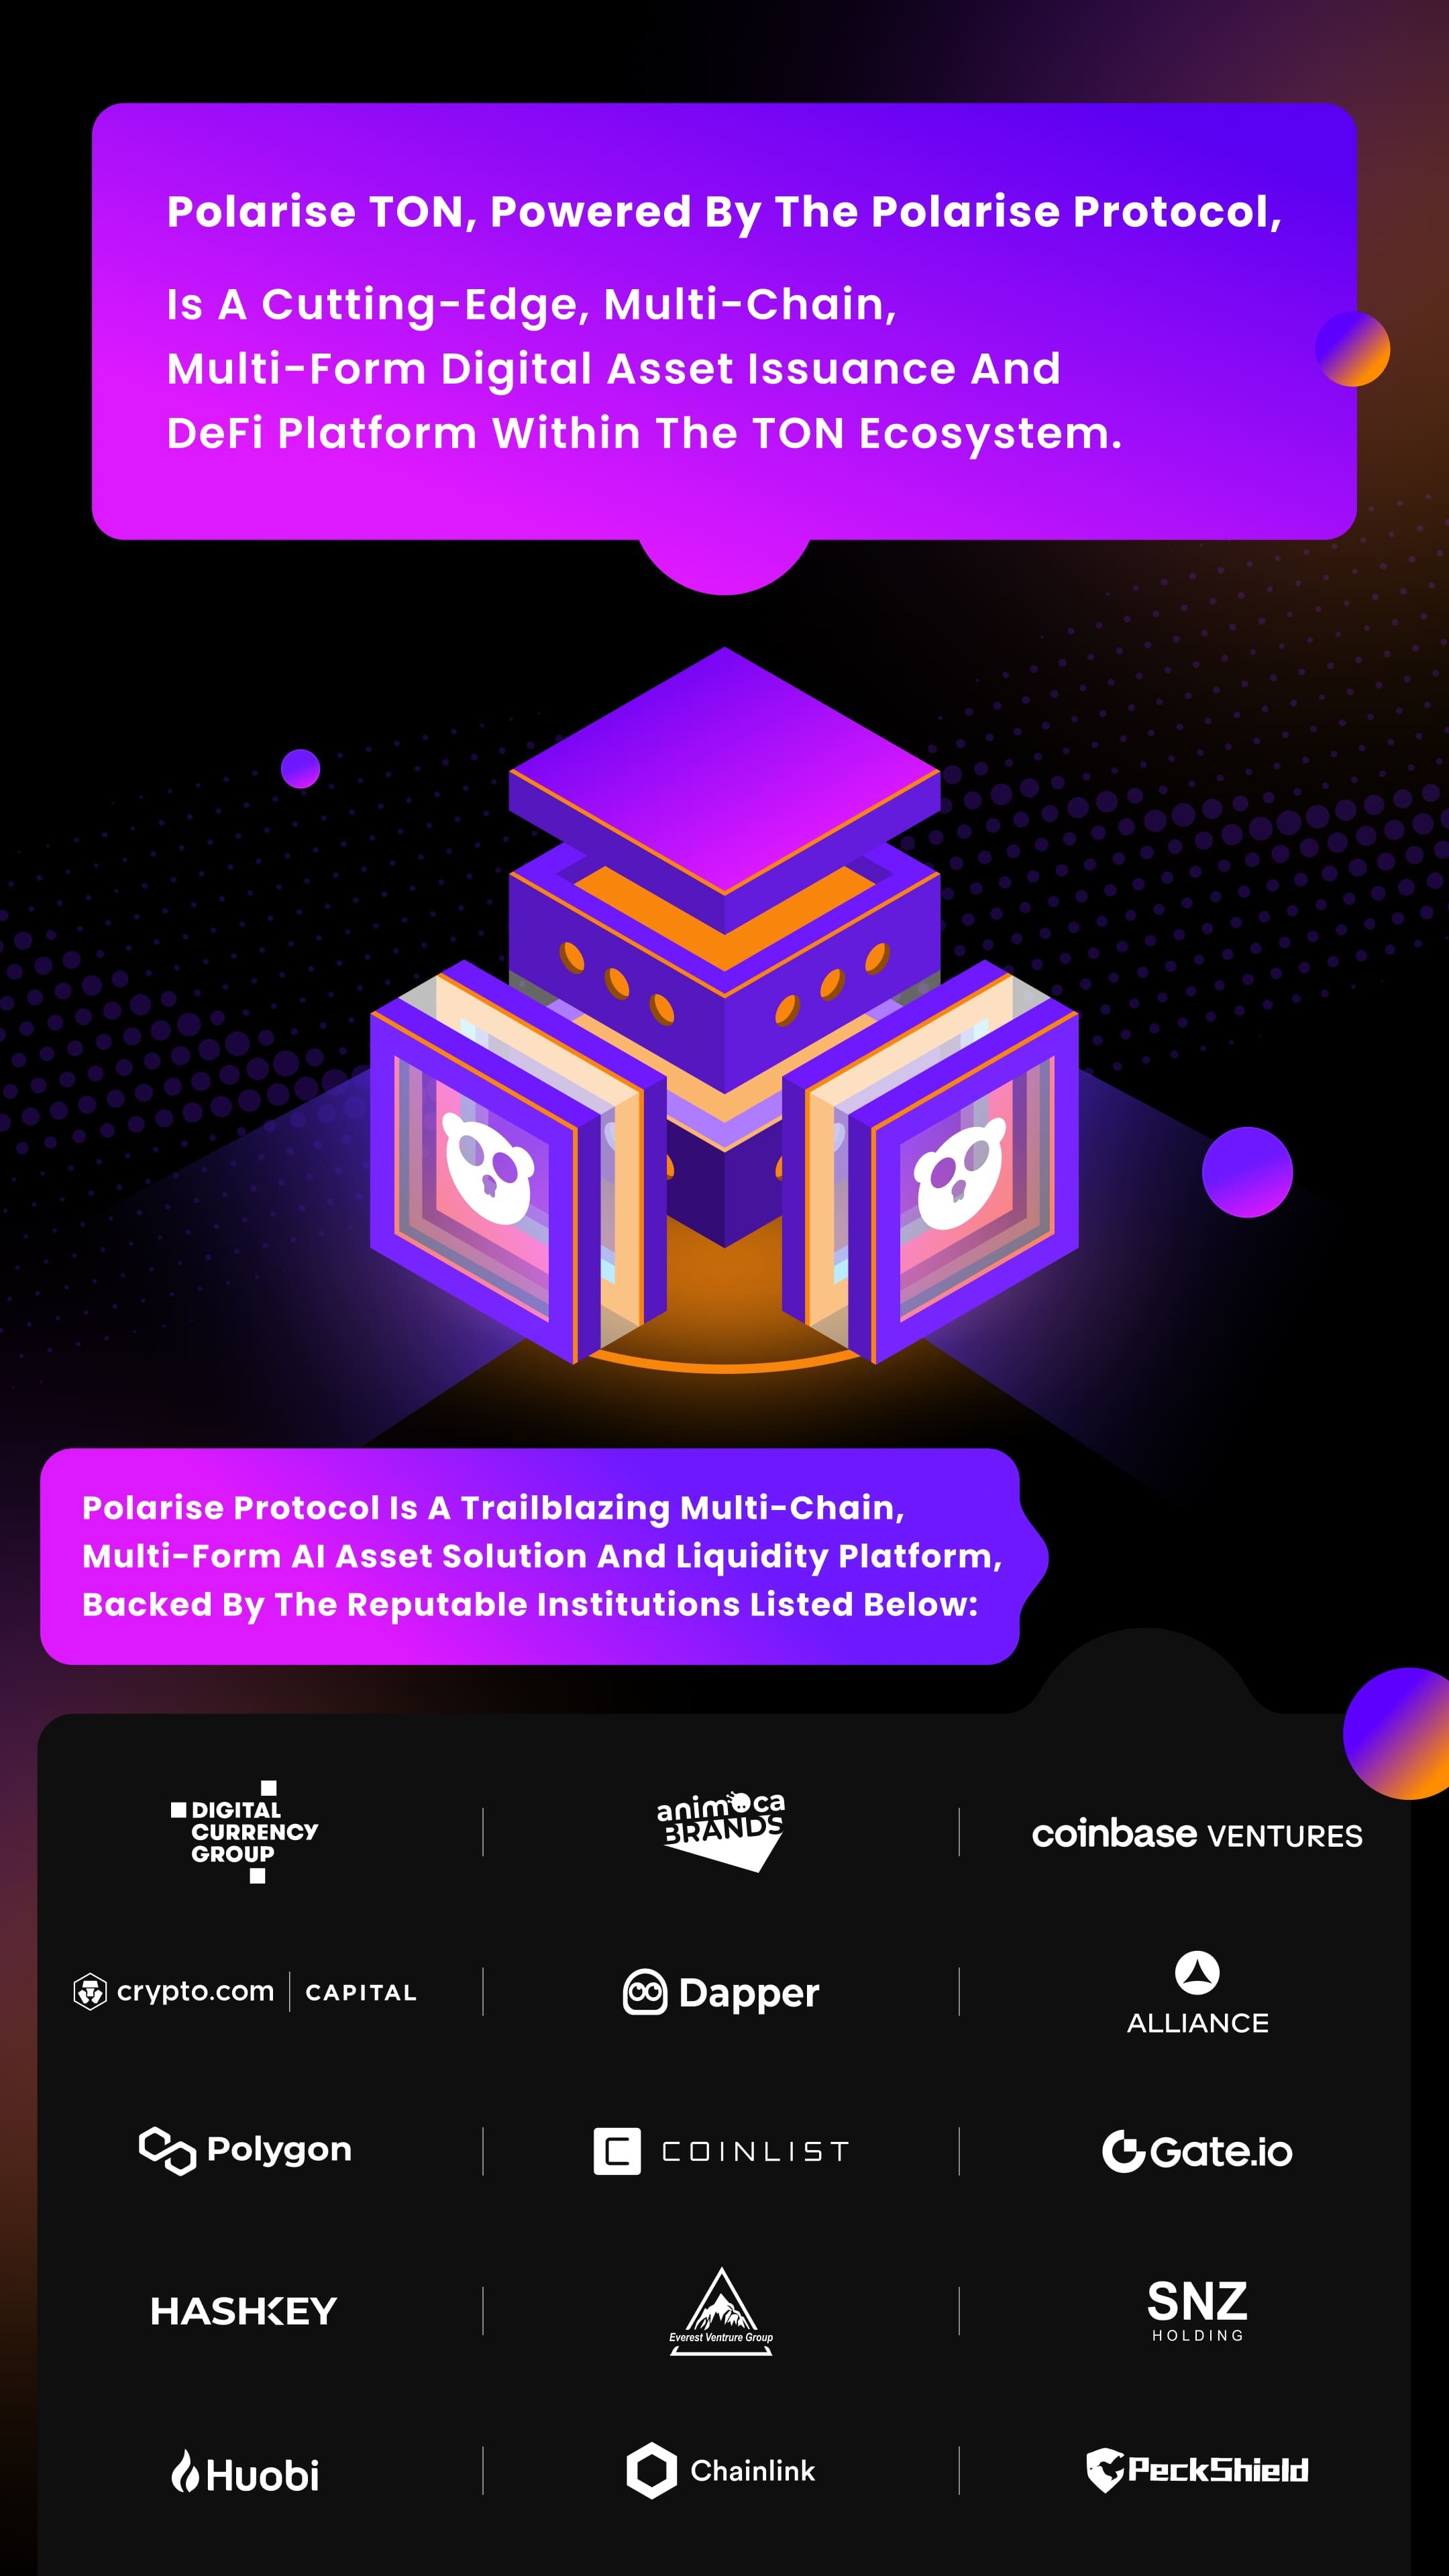 Polarise TON, Powered By The Polarise Protocol,
Is A Cutting-Edge, Multi-Chain,
Multi-Form Digital Asset Issuance And
DeFi Platform Within The TON Ecosystem.
Polarise Protocol Is A Trailblazing Multi-Chain,
Multi-Form AI Asset Solution And Liquidity Platform,
Backed By The Reputable Institutions Listed Below:
DIGITAL
CURRENCY
GROUP
animoca
BRANDS
coinbase VENTURES
crypto.com | CAPITAL
Dapper
ALLIANCE
Polygon
COINLIST
Gate.io
HASHKEY
Everest Ventrure Group
SNZ
HOLDING
Huobi
Chainlink
PeckShield